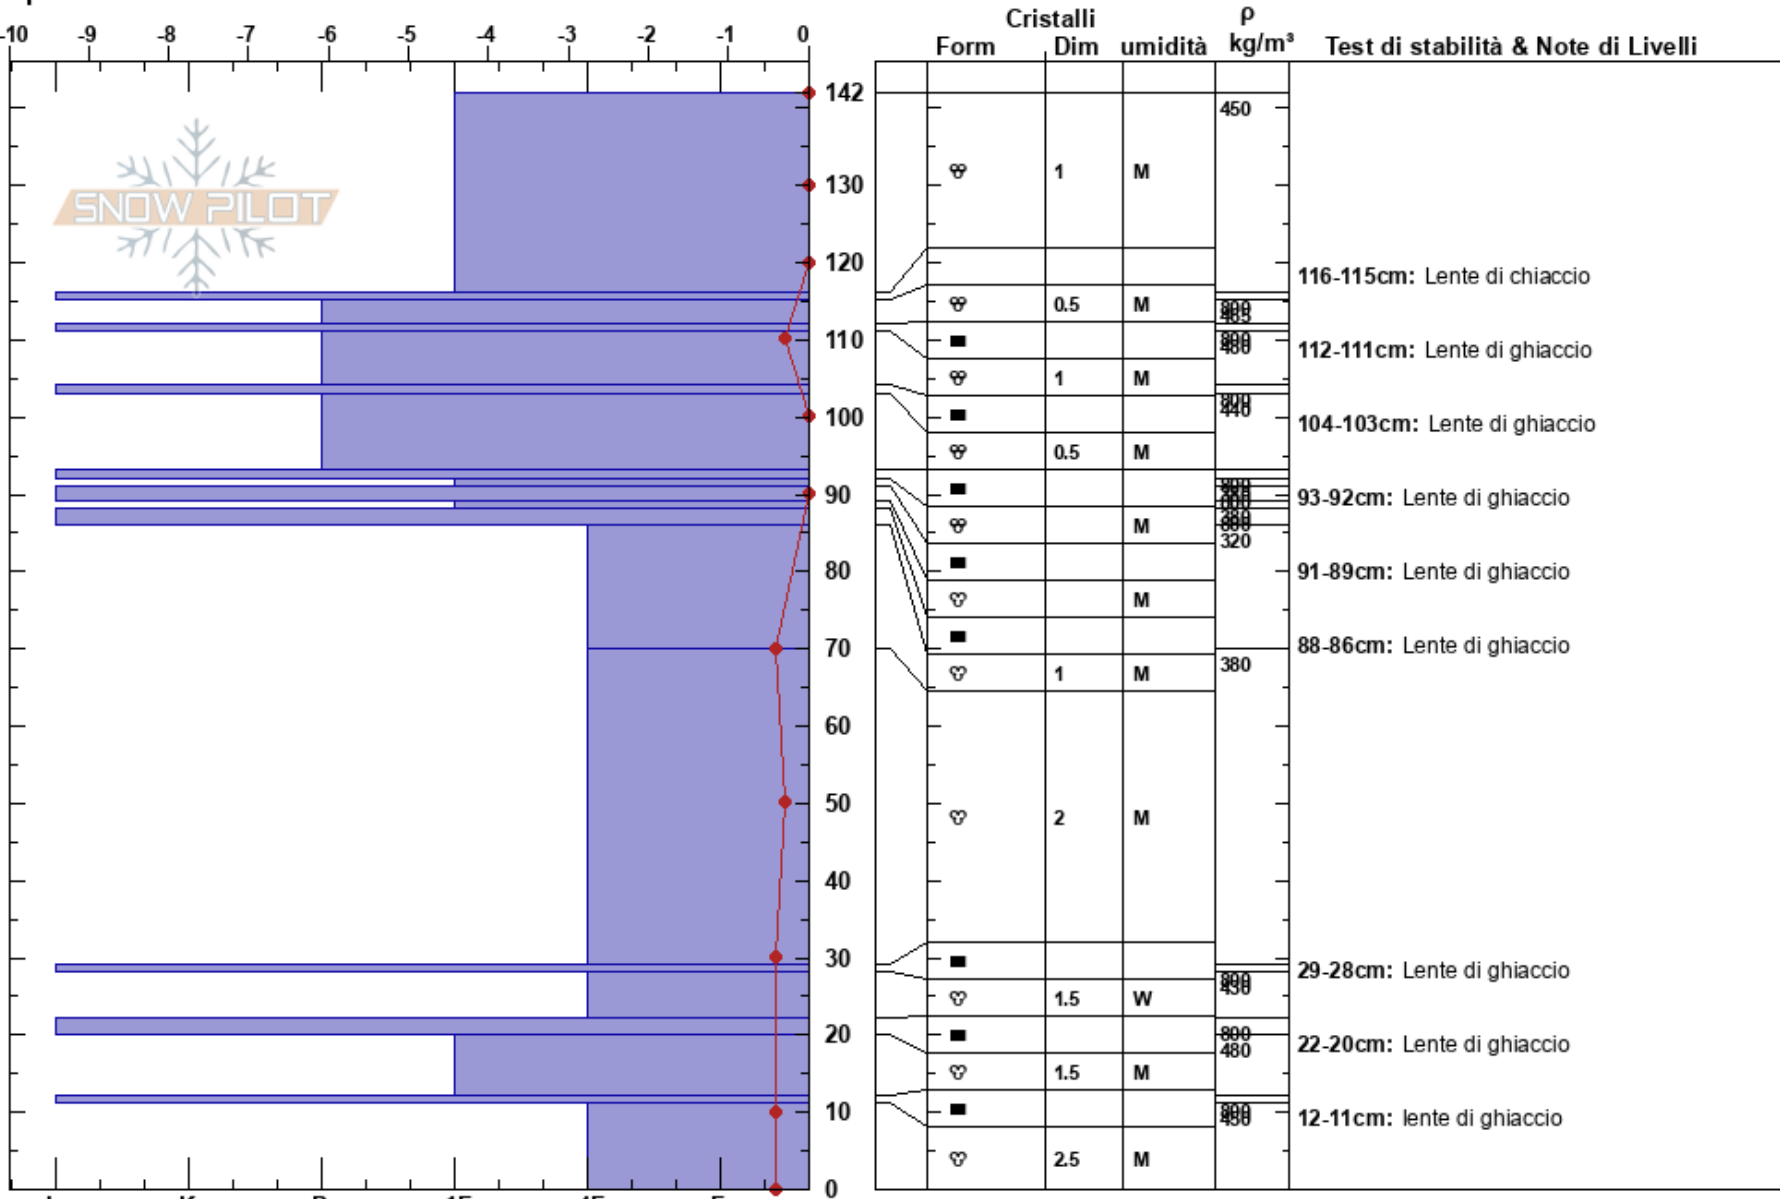 Cristalli ρ
-10 -9 -8 -7 -6 -5 -4 -3 -2 -1 0 Form Dim umidità kg/m³ Test di stabilità & Note di Livelli
142
450
SNOW PILOT
1 M
130
120
116-115cm: Lente di chiaccio
0.5 M
110
480
112-111cm: Lente di ghiaccio
1 M
100
440
104-103cm: Lente di ghiaccio
0.5 M
90
93-92cm: Lente di ghiaccio
M
320
80
91-89cm: Lente di ghiaccio
M
70
88-86cm: Lente di ghiaccio
380
1 M
60
50
2 M
40
30
29-28cm: Lente di ghiaccio
430
1.5 W
20
800
22-20cm: Lente di ghiaccio
480
1.5 M
10
450
12-11cm: lente di ghiaccio
2.5 M
0